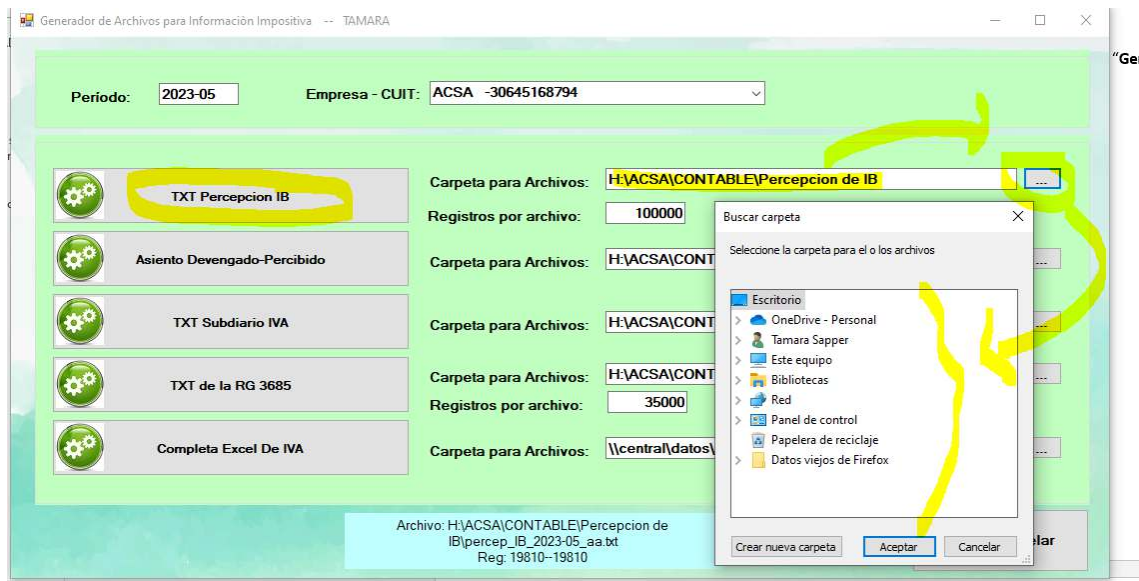 Generador de Archivos para Información Impositiva -- TAMARA
"Ge
Período: 2023-05 Empresa - CUIT: ACSA -30645168794
TXT Percepcion IB
Carpeta para Archivos: H:\ACSA\CONTABLE\Percepcion de IB ...
Registros por archivo: 100000
Asiento Devengado-Percibido
Carpeta para Archivos: H:\ACSA\CONT ...
TXT Subdiario IVA
Carpeta para Archivos: H:\ACSA\CONT ...
TXT de la RG 3685
Carpeta para Archivos: H:\ACSA\CONT ...
Registros por archivo: 35000
Completa Excel De IVA
Carpeta para Archivos: \\central\datos\ ...
Buscar carpeta
Seleccione la carpeta para el o los archivos
Escritorio
OneDrive - Personal
Tamara Sapper
Este equipo
Bibliotecas
Red
Panel de control
Papelera de reciclaje
Datos viejos de Firefox
Crear nueva carpeta Aceptar Cancelar
Archivo: H:\ACSA\CONTABLE\Percepcion de
IB\percep_IB_2023-05_aa.txt
Reg: 19810--19810
elar